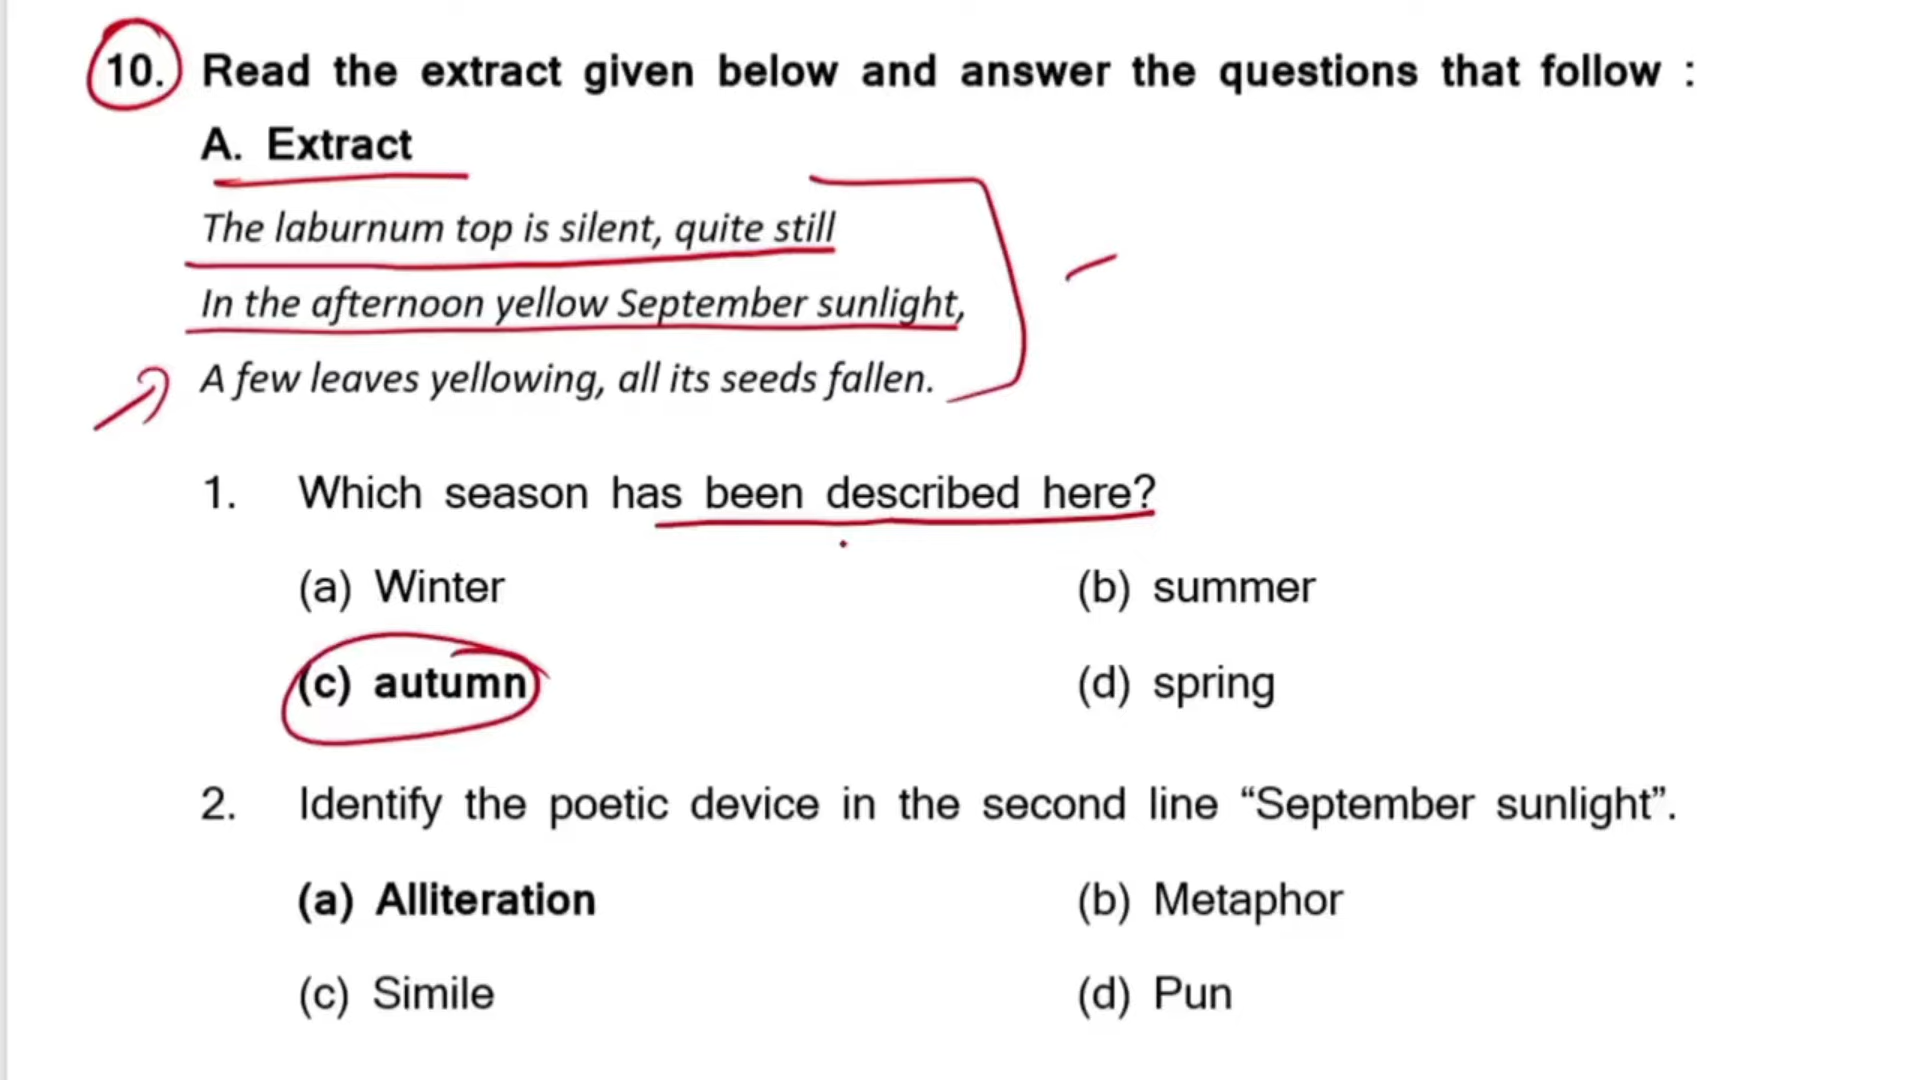 10. Read the extract given below and answer the questions that follow :
A. Extract
The laburnum top is silent, quite still
In the afternoon yellow September sunlight,
A few leaves yellowing, all its seeds fallen.
1. Which season has been described here?
(a) Winter (b) summer
(c) autumn (d) spring
2. Identify the poetic device in the second line “September sunlight”.
(a) Alliteration (b) Metaphor
(c) Simile (d) Pun